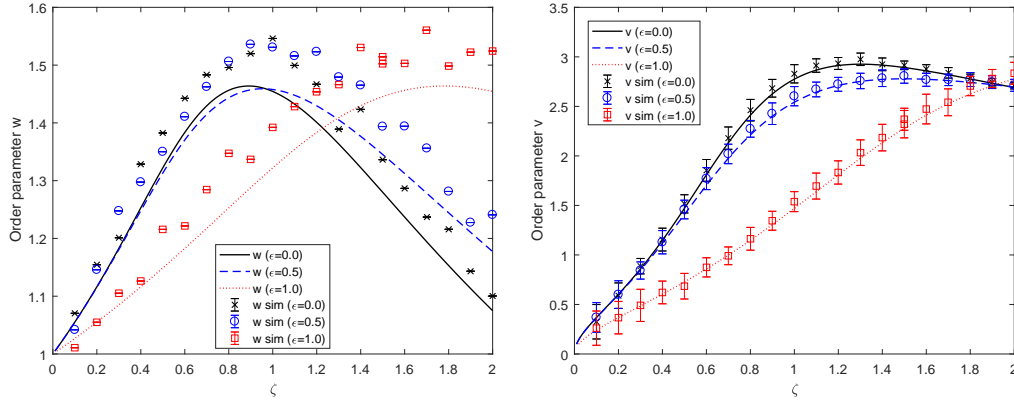 Order parameter w
1.6
1.5
1.4
1.3
1.2
1.1
1
w (ϵ=0.0)
w (ϵ=0.5)
w (ϵ=1.0)
w sim (ϵ=0.0)
w sim (ϵ=0.5)
w sim (ϵ=1.0)
0 0.2 0.4 0.6 0.8 1 1.2 1.4 1.6 1.8 2
ζ
Order parameter v
3.5
3
2.5
2
1.5
1
0.5
0
v (ϵ=0.0)
v (ϵ=0.5)
v (ϵ=1.0)
v sim (ϵ=0.0)
v sim (ϵ=0.5)
v sim (ϵ=1.0)
0 0.2 0.4 0.6 0.8 1 1.2 1.4 1.6 1.8 2
ζ